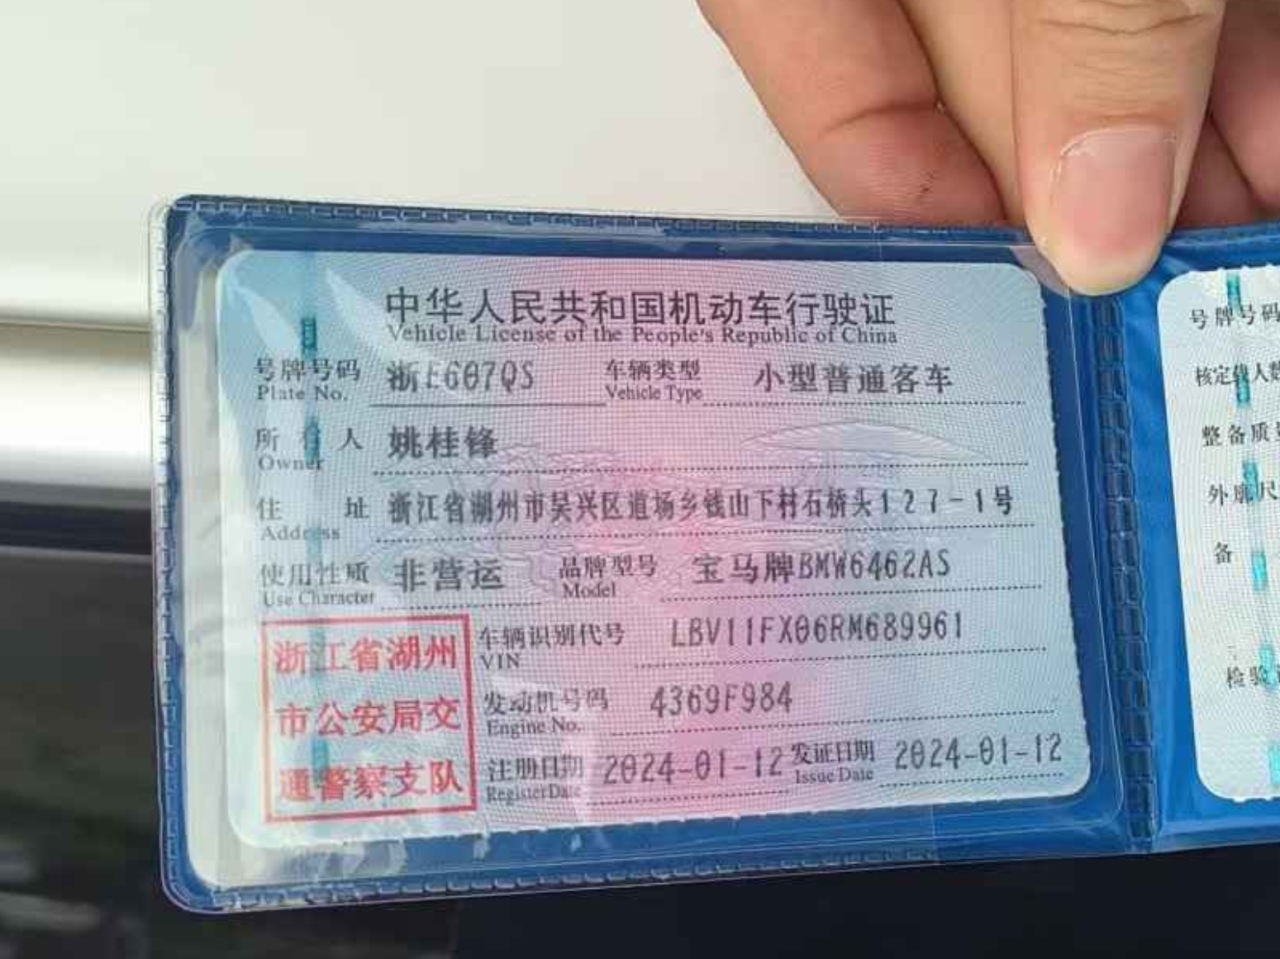 中华人民共和国机动车行驶证
Vehicle License of the People's Republic of China
号牌号码 浙E607QS 车辆类型 小型普通客车
Plate No. Vehicle Type
所有人 姚桂锋
Owner
住址 浙江省湖州市吴兴区道场乡钱山下村石桥头127-1号
Address
使用性质 非营运 品牌型号 宝马牌BMW6462AS
Use Character Model
浙江省湖州
市公安局交
通警察支队
车辆识别代号 LBV11FX06RM689961
VIN
发动机号码 4369F984
Engine No.
注册日期 2024-01-12 发证日期 2024-01-12
Register Date Issue Date
号牌号码
核定载人数
整备质
外廓尺
备
检验